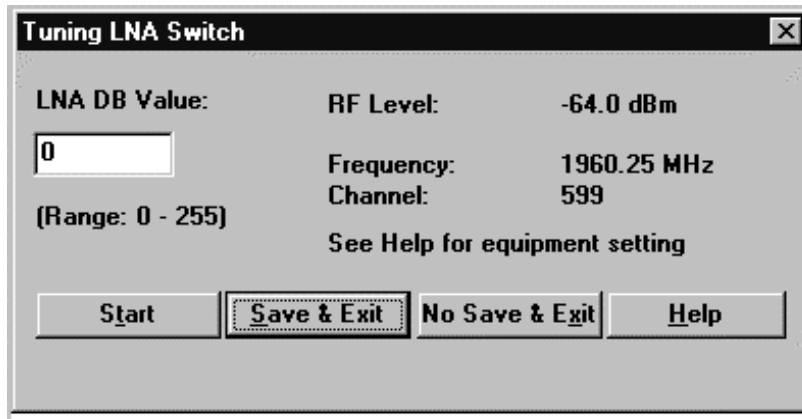 Tuning LNA Switch
LNA DB Value:
0
(Range: 0 - 255)
RF Level: -64.0 dBm
Frequency: 1960.25 MHz
Channel: 599
See Help for equipment setting
Start Save & Exit No Save & Exit Help